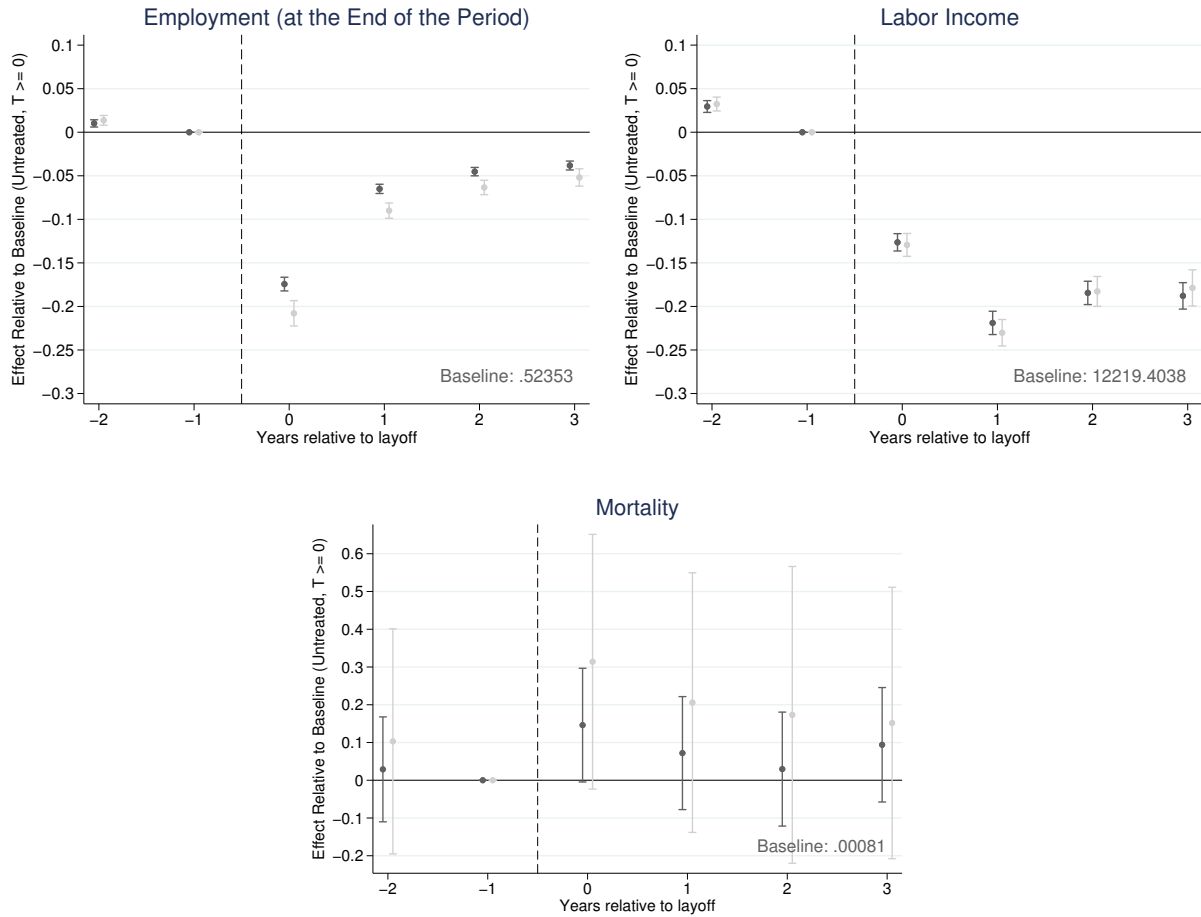 Employment (at the End of the Period)
Effect Relative to Baseline (Untreated, T >= 0)
0.1
0.05
0
−0.05
−0.1
−0.15
−0.2
−0.25
−0.3
Baseline: .52353
−2 −1 0 1 2 3
Years relative to layoff
Labor Income
Effect Relative to Baseline (Untreated, T >= 0)
0.1
0.05
0
−0.05
−0.1
−0.15
−0.2
−0.25
−0.3
Baseline: 12219.4038
−2 −1 0 1 2 3
Years relative to layoff
Mortality
Effect Relative to Baseline (Untreated, T >= 0)
0.6
0.5
0.4
0.3
0.2
0.1
0
−0.1
−0.2
Baseline: .00081
−2 −1 0 1 2 3
Years relative to layoff